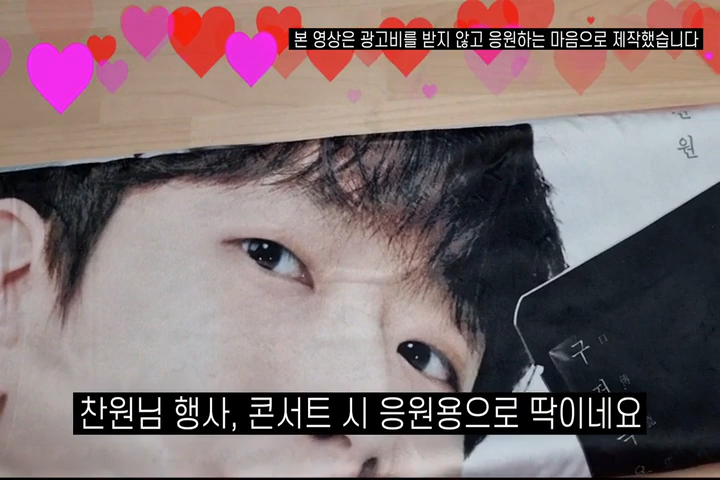 본 영상은 광고비를 받지 않고 응원하는 마음으로 제작했습니다
원
구
찬원님 행사, 콘서트 시 응원용으로 딱이네요